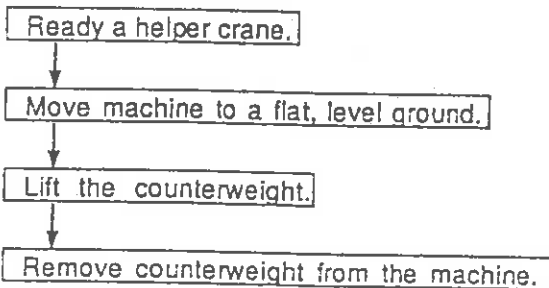 Ready a helper crane.
Move machine to a flat, level ground.
Lift the counterweight.
Remove counterweight from the machine.